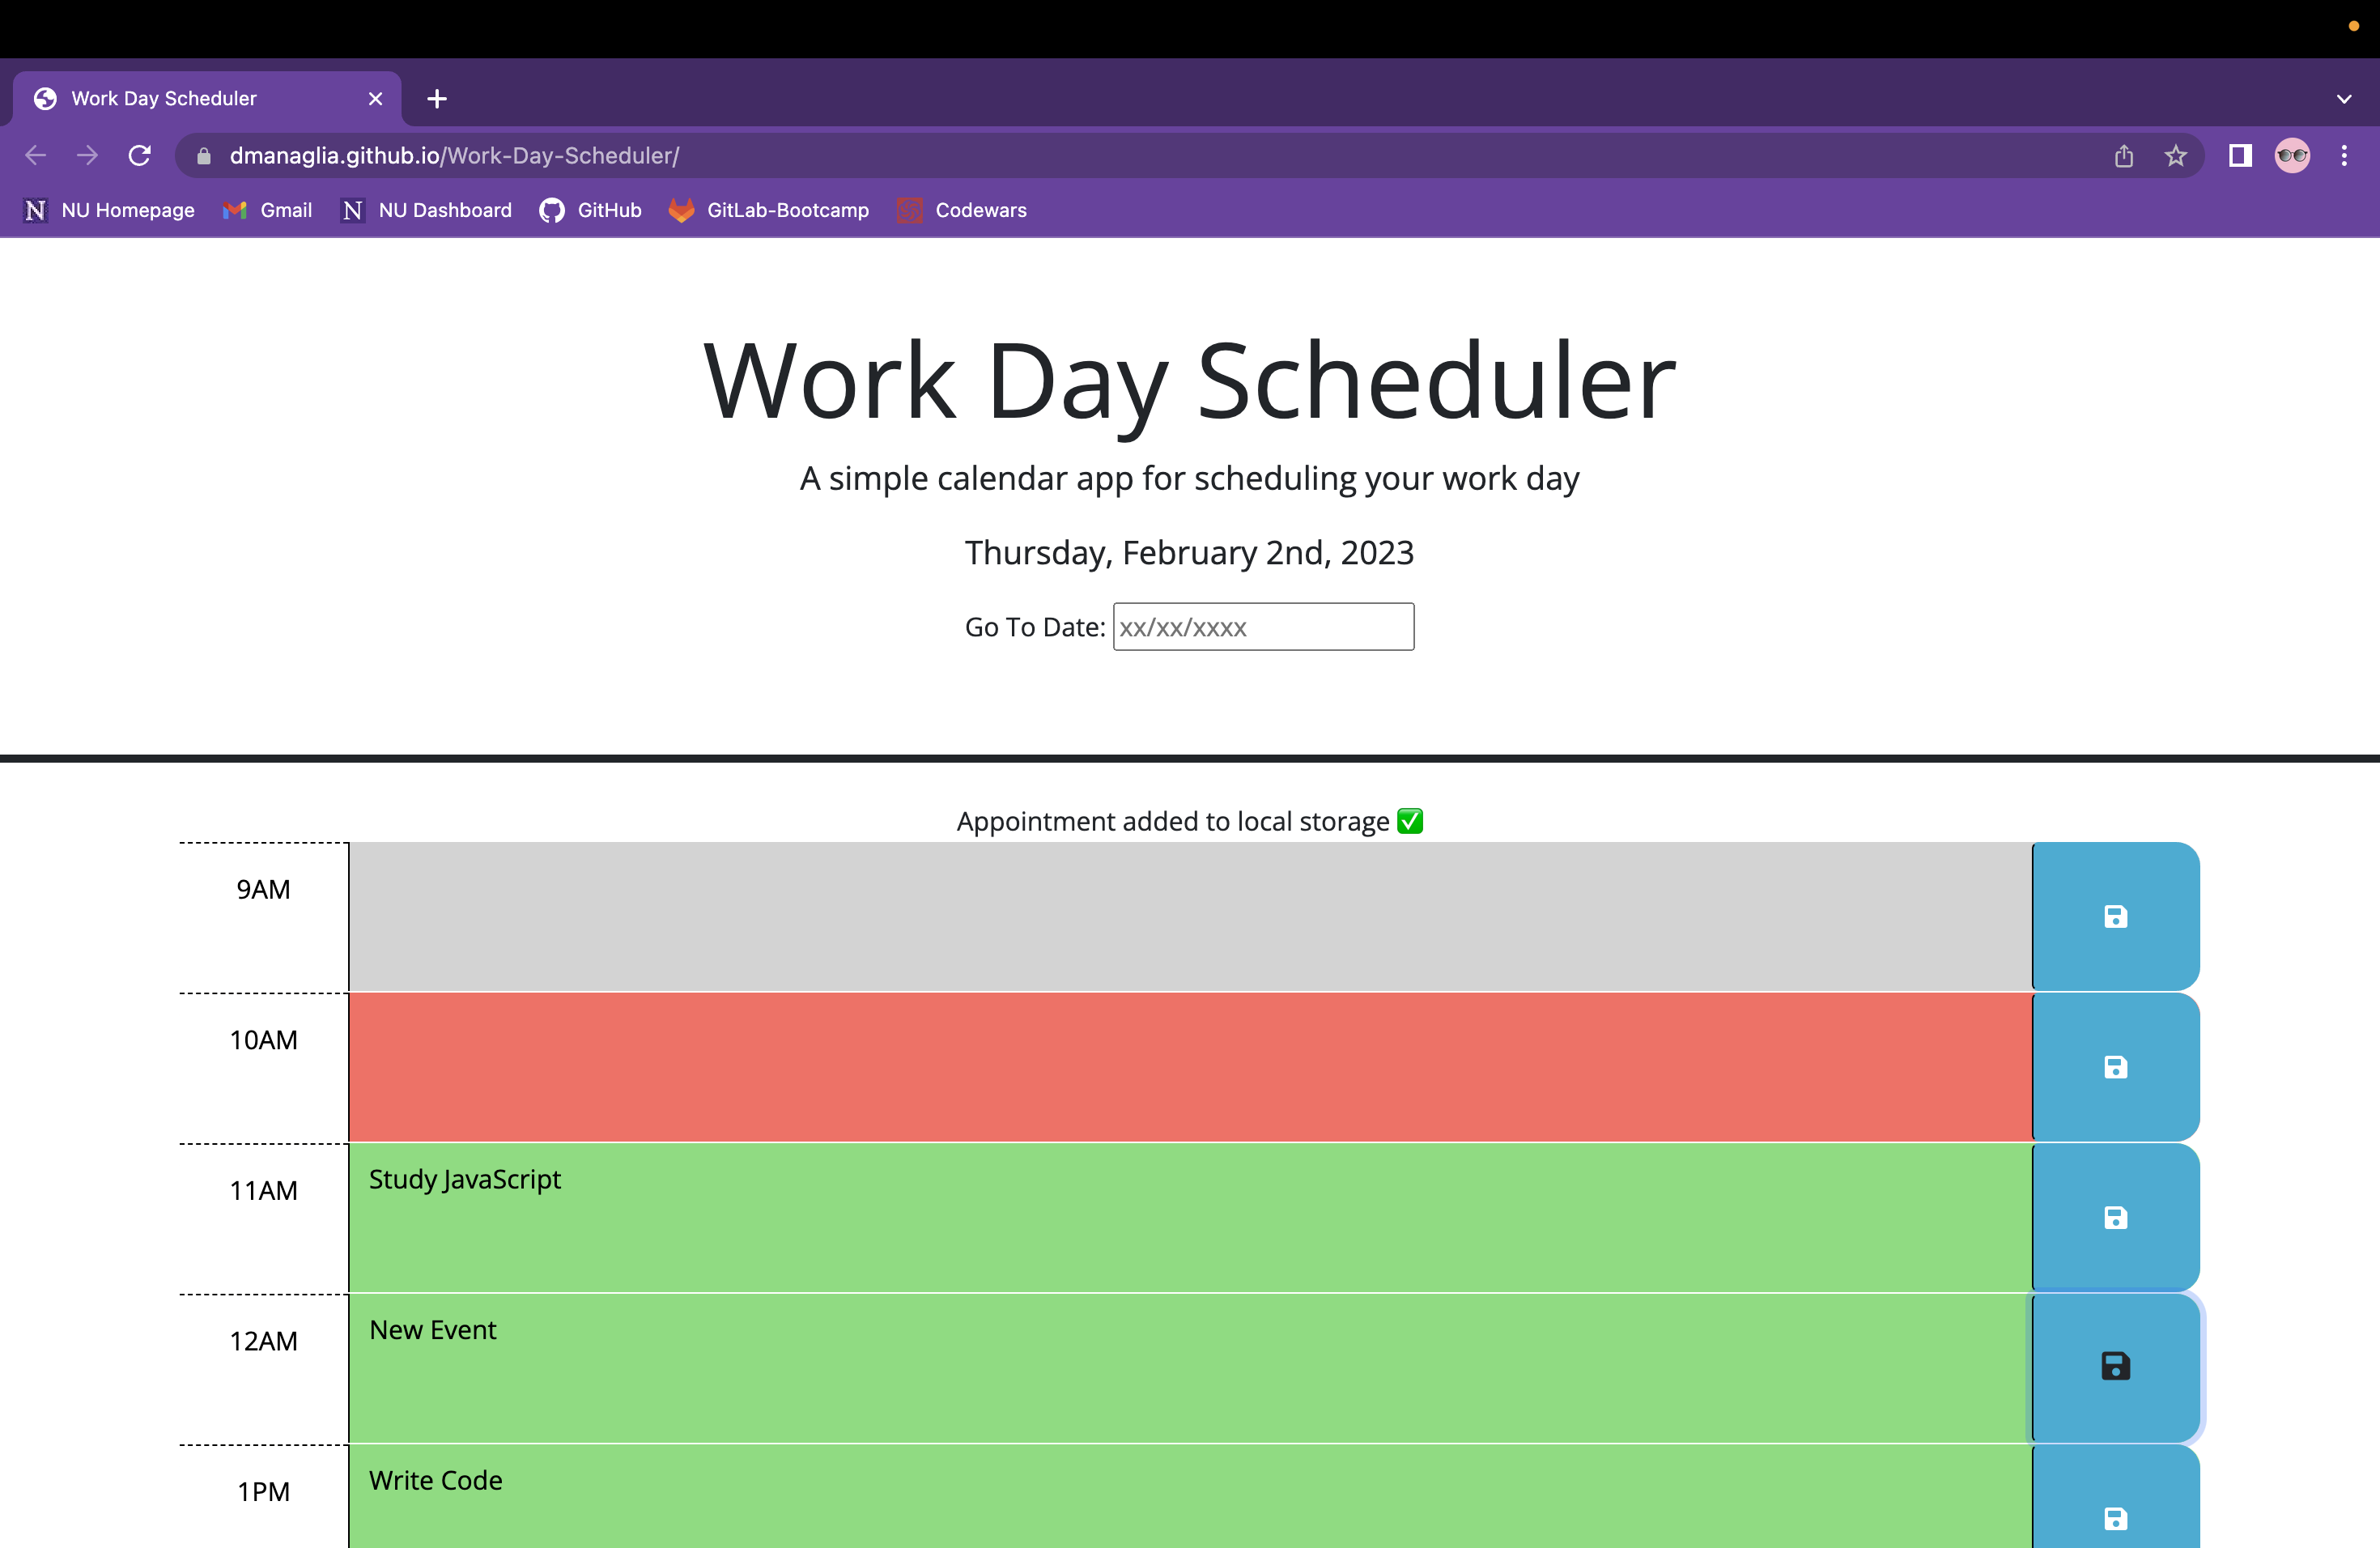 Work Day Scheduler
dmanaglia.github.io/Work-Day-Scheduler/
NU Homepage Gmail NU Dashboard GitHub GitLab-Bootcamp Codewars
Work Day Scheduler
A simple calendar app for scheduling your work day
Thursday, February 2nd, 2023
Go To Date: xx/xx/xxxx
Appointment added to local storage ✅
9AM
10AM
11AM Study JavaScript
12AM New Event
1PM Write Code